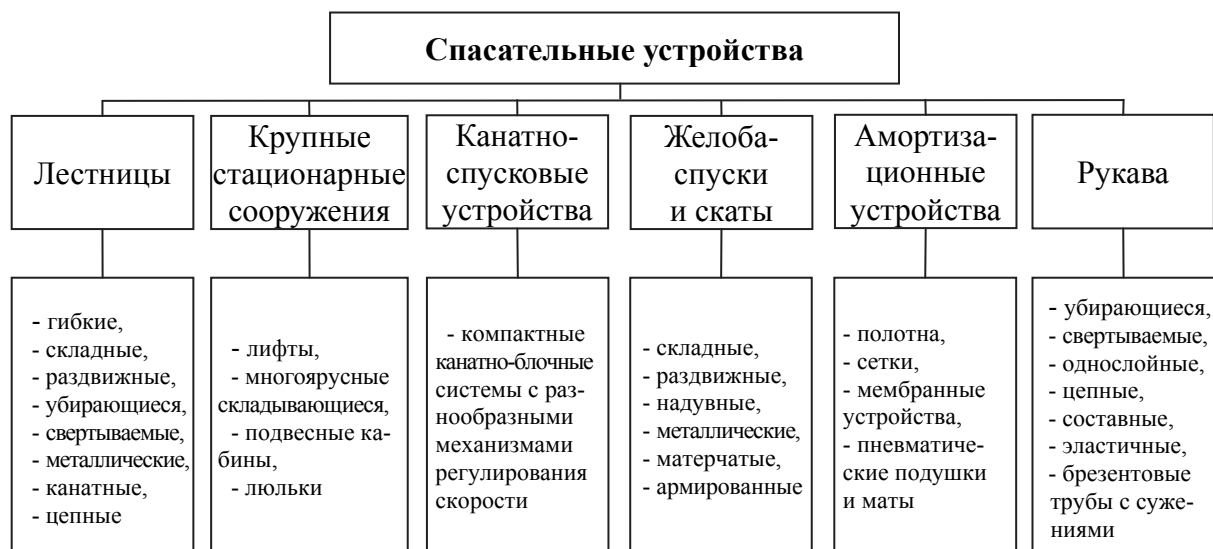 Спасательные устройства
Лестницы
Крупные
стационарные
сооружения
Канатно-
спусковые
устройства
Желоба-
спуски
и скаты
Амортиза-
ционные
устройства
Рукава
- гибкие,
- складные,
- раздвижные,
- убирающиеся,
- свертываемые,
- металлические,
- канатные,
- цепные
- лифты,
- многоярусные
складывающиеся,
- подвесные ка-
бины,
- люльки
- компактные
канатно-блочные
системы с раз-
нообразными
механизмами
регулирования
скорости
- складные,
- раздвижные,
- надувные,
- металлические,
- матерчатые,
- армированные
- полотна,
- сетки,
- мембранные
устройства,
- пневматиче-
ские подушки
и маты
- убирающиеся,
- свертываемые,
- однослойные,
- цепные,
- составные,
- эластичные,
- брезентовые
трубы с суже-
ниями